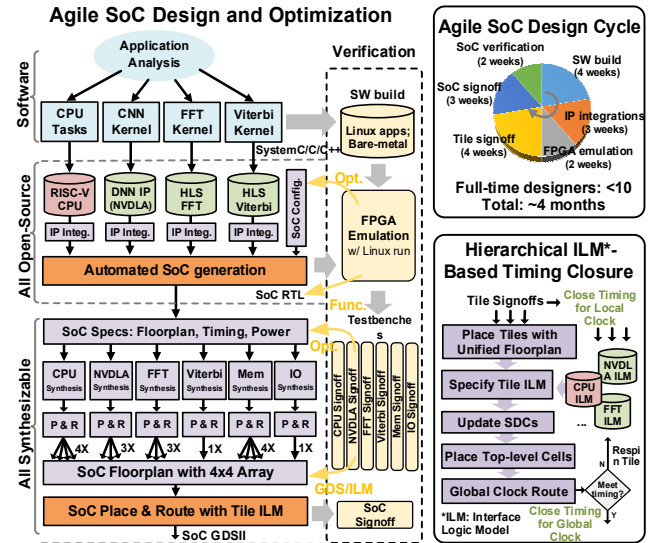 Agile SoC Design and Optimization
Software
Application
Analysis
CPU
Tasks
CNN
Kernel
FFT
Kernel
Viterbi
Kernel
SystemC/C/C++
Verification
SW build
Linux apps;
Bare-metal
All Open-Source
RISC-V
CPU
DNN IP
(NVDLA)
HLS
FFT
HLS
Viterbi
SoC Config.
IP Integ.
IP Integ.
IP Integ.
IP Integ.
Automated SoC generation
SoC RTL
Opt.
FPGA
Emulation
w/ Linux run
Func.
Testbenche
s
All Synthesizable
SoC Specs: Floorplan, Timing, Power
Opt.
CPU
Synthesis
NVDLA
Synthesis
FFT
Synthesis
Viterbi
Synthesis
Mem
Synthesis
IO
Synthesis
P & R
P & R
P & R
P & R
P & R
P & R
4X
3X
3X
1X
4X
1X
CPU Signoff
NVDLA Signoff
FFT Signoff
Viterbi Signoff
Mem Signoff
IO Signoff
SoC Floorplan with 4x4 Array
GDS/ILM
SoC Place & Route with Tile ILM
SoC
Signoff
SoC GDSII
Agile SoC Design Cycle
SoC verification
(2 weeks)
SW build
(4 weeks)
SoC signoff
(3 weeks)
IP integrations
(3 weeks)
Tile signoff
(4 weeks)
FPGA emulation
(2 weeks)
Full-time designers: <10
Total: ~4 months
Hierarchical ILM*-
Based Timing Closure
Tile Signoffs
Close Timing
for Local
Clock
Place Tiles with
Unified Floorplan
Specify Tile ILM
Update SDCs
Place Top-level Cells
Global Clock Route
NVDL
A ILM
CPU
ILM
FFT
ILM
...
Respi
n Tile
N
Meet
timing?
Y
*ILM: Interface
Logic Model
Close Timing for
Global Clock